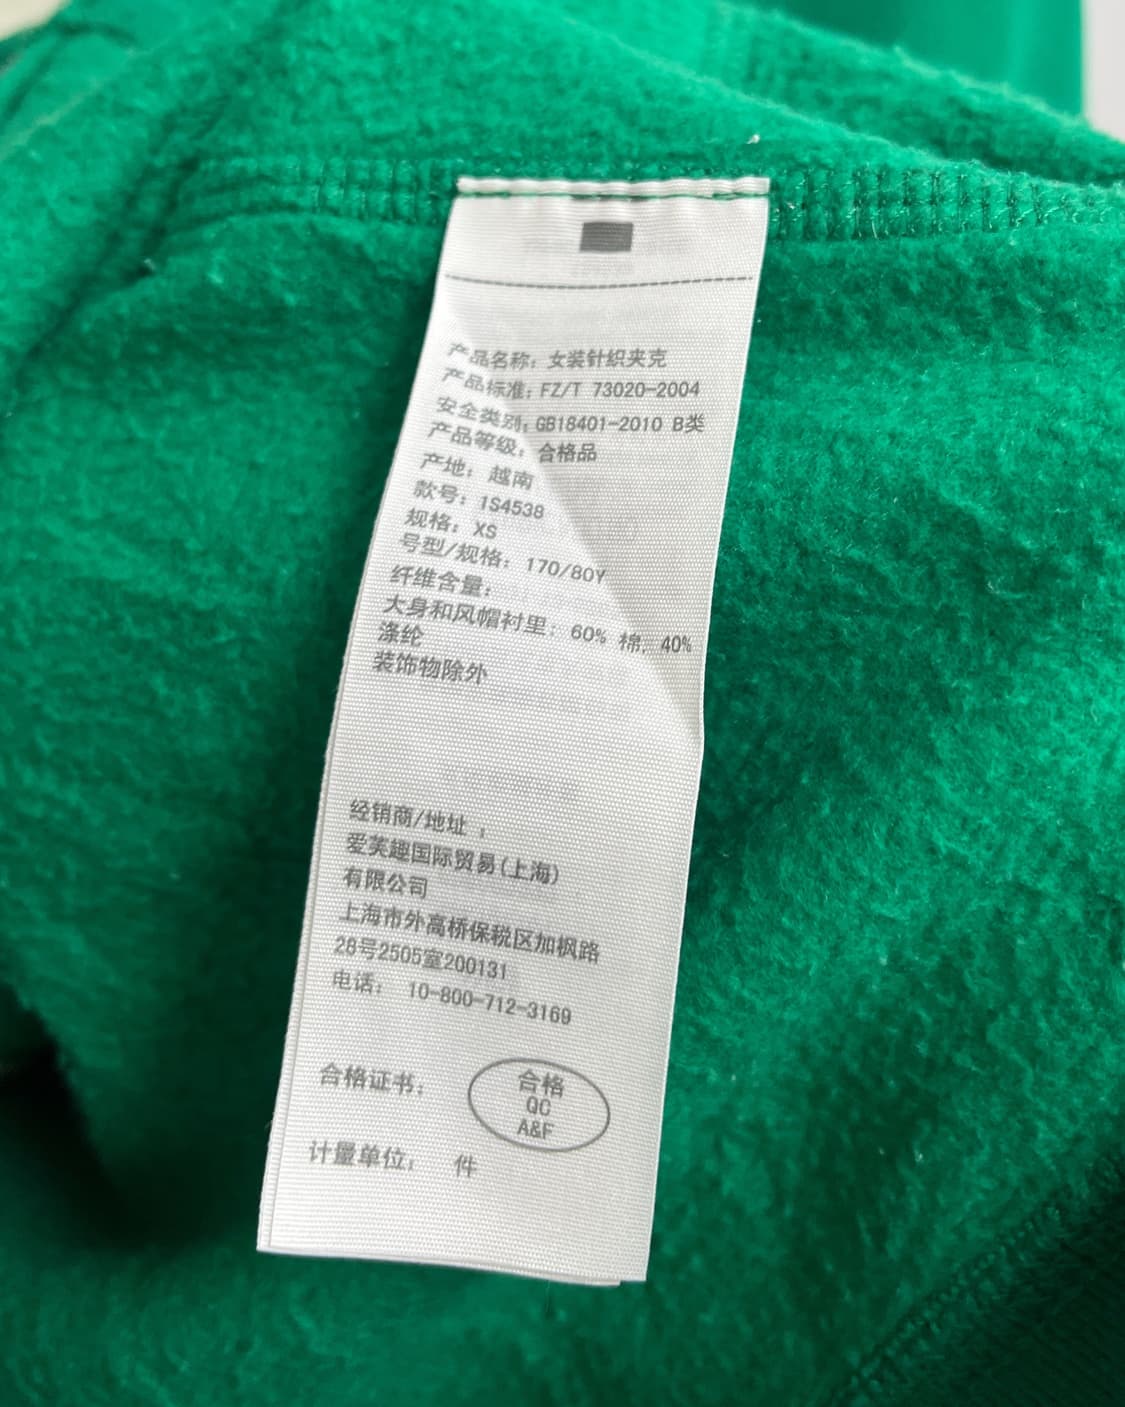 产品名称: 女装针织夹克
产品标准: FZ/T 73020-2004
安全类别: GB18401-2010 B类
产品等级: 合格品
产地: 越南
款号: 1S4538
规格: XS
号型/规格: 170/80Y
纤维含量:
大身和风帽衬里: 60% 棉, 40%
涤纶
装饰物除外
经销商/地址 :
爱芙趣国际贸易(上海)
有限公司
上海市外高桥保税区加枫路
28号2505室200131
电话: 10-800-712-3169
合格证书:
合格
QC
A&F
计量单位: 件